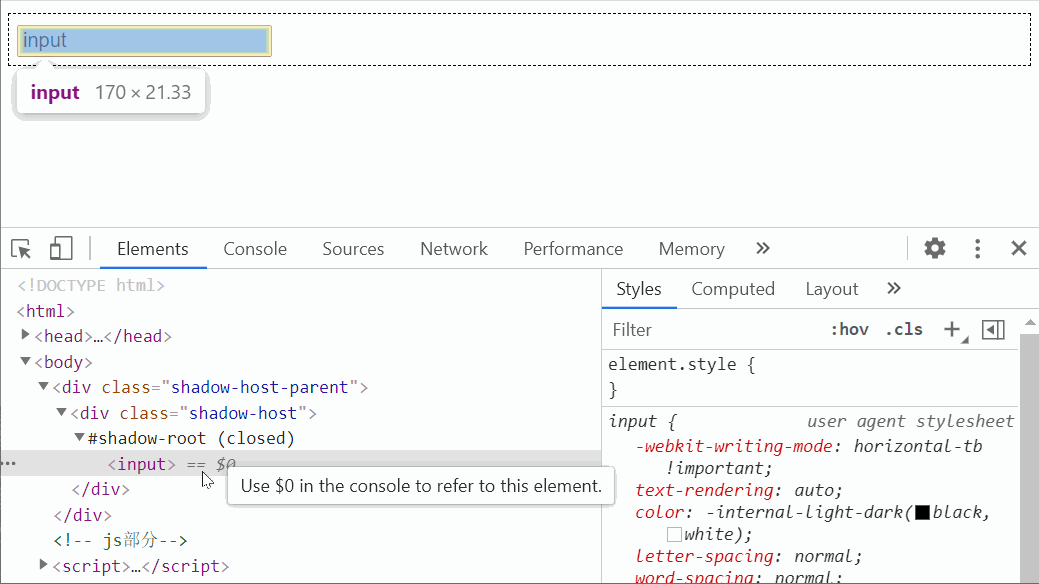 input
input 170 × 21.33
Elements Console Sources Network Performance Memory
<!DOCTYPE html>
<html>
<head>…</head>
<body>
<div class="shadow-host-parent">
<div class="shadow-host">
#shadow-root (closed)
<input> == $0
Use $0 in the console to refer to this element.
</div>
</div>
<!-- js部分-->
<script>…</script>
Styles Computed Layout
Filter :hov .cls
element.style {
}
input { user agent stylesheet
-webkit-writing-mode: horizontal-tb
!important;
text-rendering: auto;
color: -internal-light-dark(black,
white);
letter-spacing: normal;
word-spacing: normal;